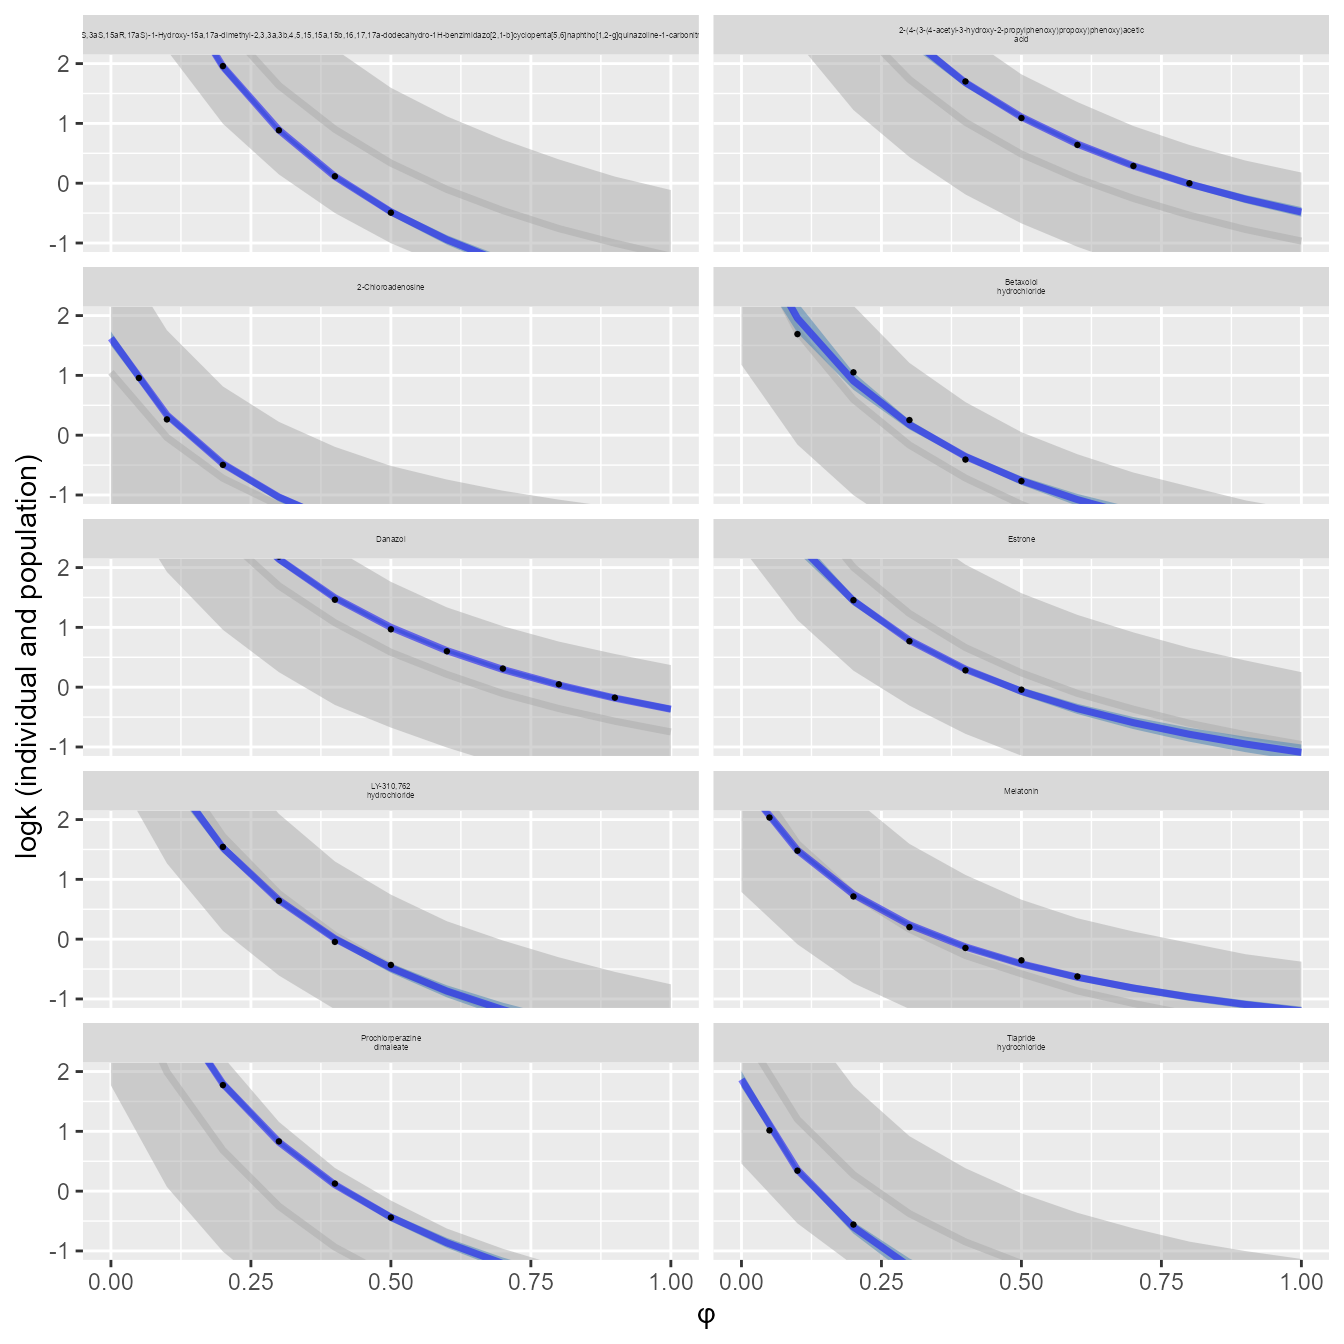 S,3aS,15aR,17aS)-1-Hydroxy-15a,17a-dimethyl-2,3,3a,3b,4,5,15,15a,15b,16,17,17a-dodecahydro-1H-benzimidazo[2,1-b]cyclopenta[5,6]naphtho[1,2-g]quinazoline-1-carbonitr
2-(4-(3-(4-acetyl-3-hydroxy-2-propylphenoxy)propoxy)phenoxy)acetic
acid
2
1
0
-1
2-Chloroadenosine
Betaxolol
hydrochloride
2
1
0
-1
Danazol
Estrone
2
1
0
-1
LY-310,762
hydrochloride
Melatonin
2
1
0
-1
Prochlorperazine
dimaleate
Tiapride
hydrochloride
2
1
0
-1
0.00 0.25 0.50 0.75 1.00
0.00 0.25 0.50 0.75 1.00
φ
logk (individual and population)